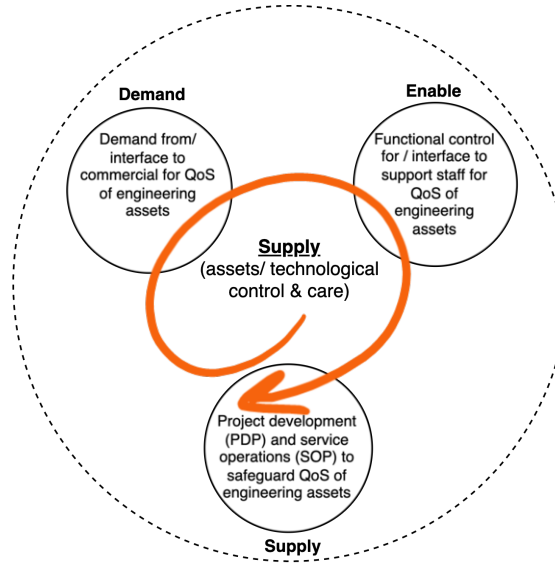 Demand
Demand from/
interface to
commercial for QoS
of engineering
assets
Enable
Functional control
for / interface to
support staff for
QoS of
engineering
assets
Supply
(assets/ technological
control & care)
Project development
(PDP) and service
operations (SOP) to
safeguard QoS of
engineering assets
Supply